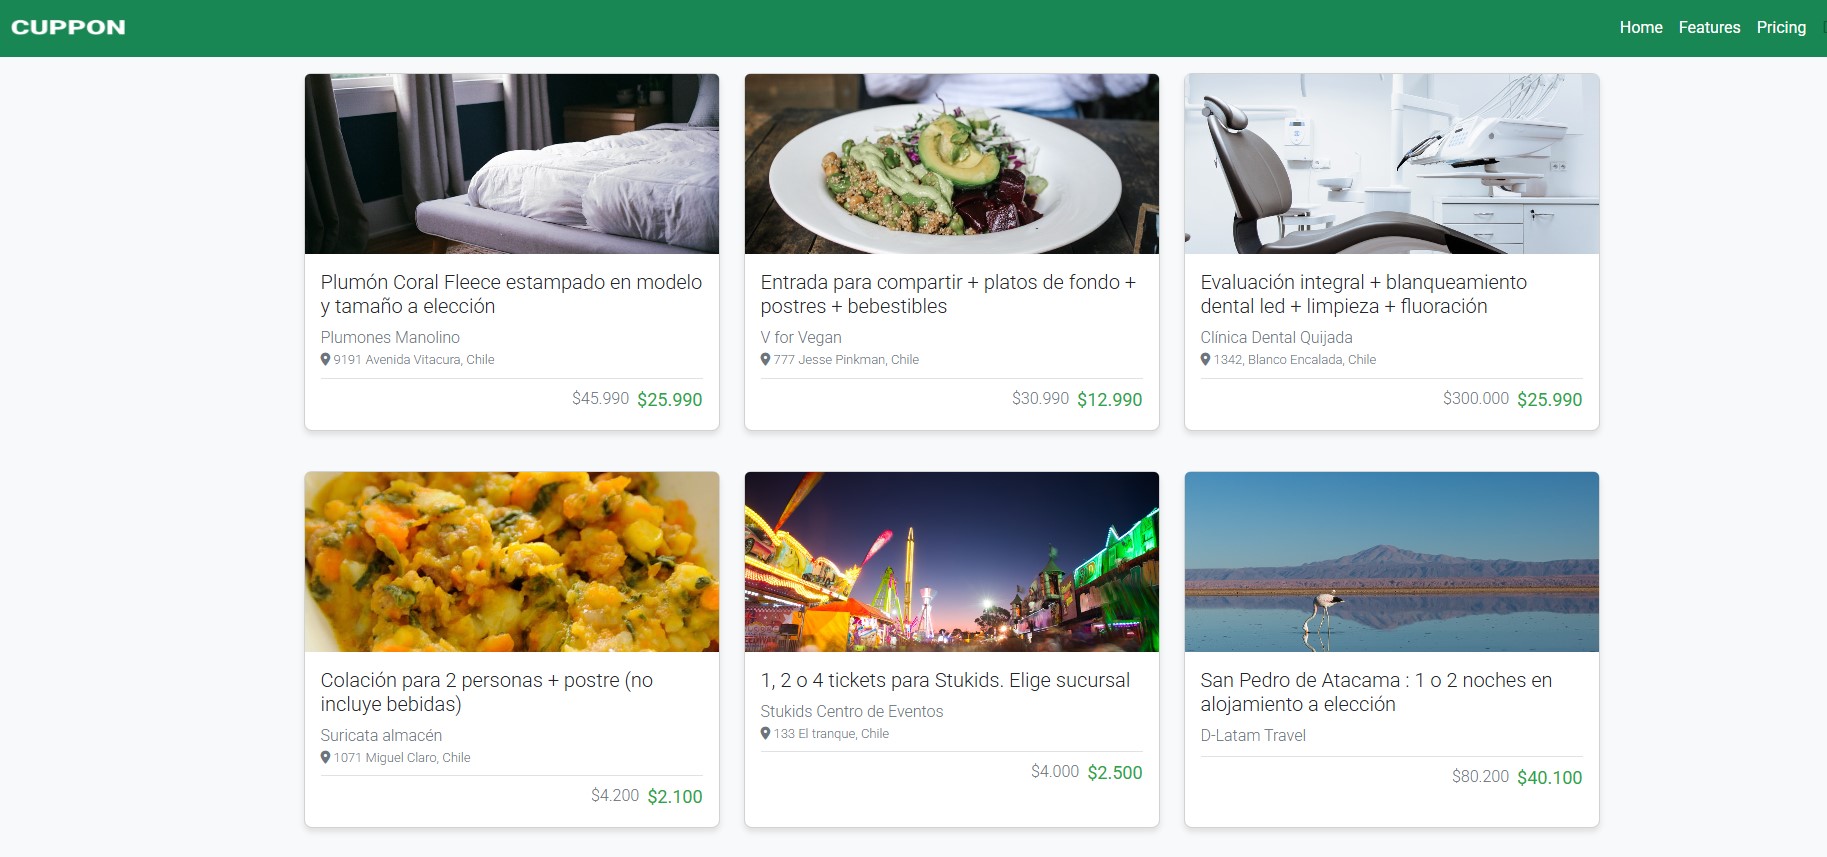 CUPPON
Home Features Pricing
Plumón Coral Fleece estampado en modelo
y tamaño a elección
Plumones Manolino
9191 Avenida Vitacura, Chile
$45.990 $25.990
Entrada para compartir + platos de fondo +
postres + bebestibles
V for Vegan
777 Jesse Pinkman, Chile
$30.990 $12.990
Evaluación integral + blanqueamiento
dental led + limpieza + fluoración
Clínica Dental Quijada
1342, Blanco Encalada, Chile
$300.000 $25.990
Colación para 2 personas + postre (no
incluye bebidas)
Suricata almacén
1071 Miguel Claro, Chile
$4.200 $2.100
1, 2 o 4 tickets para Stukids. Elige sucursal
Stukids Centro de Eventos
133 El tranque, Chile
$4.000 $2.500
San Pedro de Atacama : 1 o 2 noches en
alojamiento a elección
D-Latam Travel
$80.200 $40.100